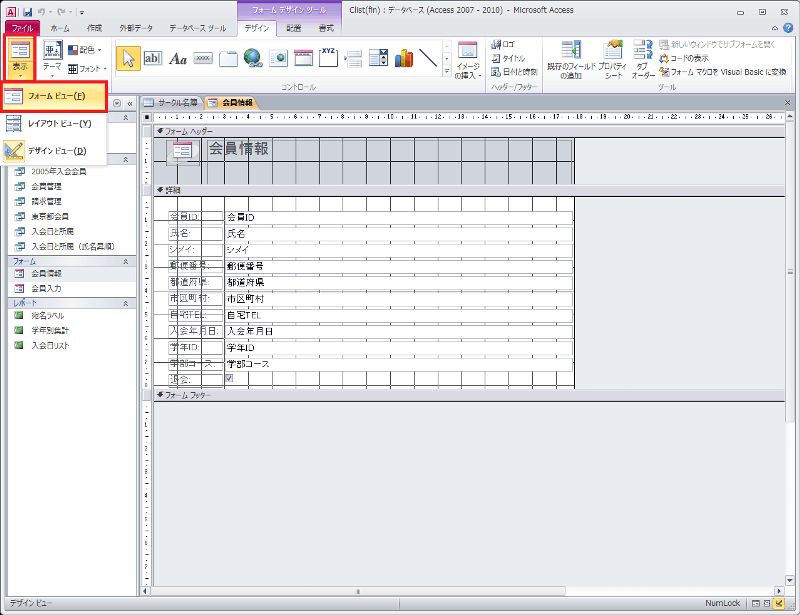 フォーム デザイン ツール
Clist(fin) : データベース (Access 2007 - 2010) - Microsoft Access
ファイル ホーム 作成 外部データ データベース ツール デザイン 配置 書式
表示
テーマ
配色
フォント
ab|
Aa
xxxx
XYZ
コントロール
イメージの挿入
ロゴ
タイトル
日付と時刻
ヘッダー/フッター
既存のフィールドの追加
プロパティ シート
タブ オーダー
新しいウィンドウでサブフォームを開く
コードの表示
フォーム マクロを Visual Basic に変換
ツール
フォーム ビュー(F)
レイアウト ビュー(Y)
デザイン ビュー(D)
2005年入会会員
会費管理
請求管理
東京都会員
入会日と所属
入会日と所属（氏名昇順）
フォーム
会員情報
会員入力
レポート
宛名ラベル
学年別集計
入会日リスト
サークル名簿 会員情報
フォーム ヘッダー
会員情報
詳細
会員ID: 会員ID
氏名: 氏名
シメイ: シメイ
郵便番号: 郵便番号
都道府県: 都道府県
市区町村: 市区町村
自宅TEL: 自宅TEL
入会年月日: 入会年月日
学年ID: 学年ID
学部コース: 学部コース
退会:
フォーム フッター
デザイン ビュー
NumLock